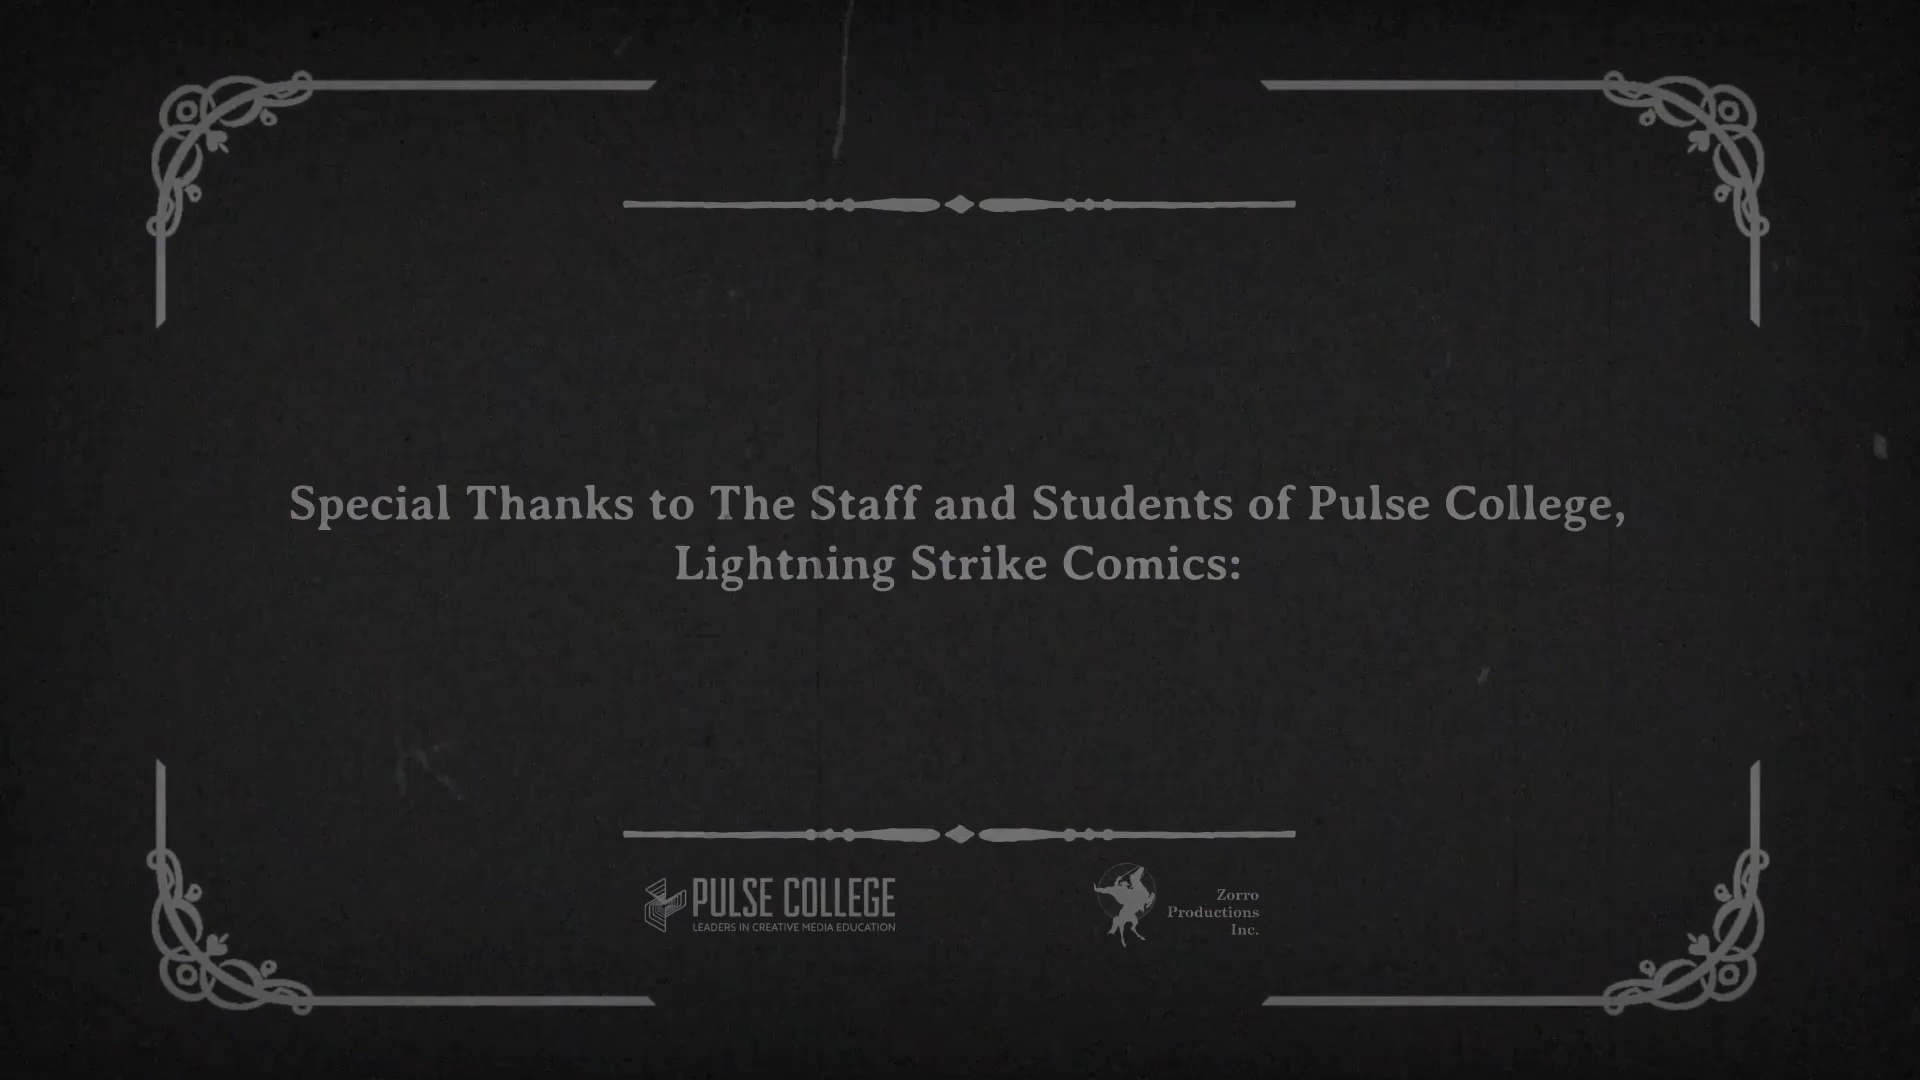 Special Thanks to The Staff and Students of Pulse College,
Lightning Strike Comics:
PULSE COLLEGE
LEADERS IN CREATIVE MEDIA EDUCATION
Zorro
Productions
Inc.